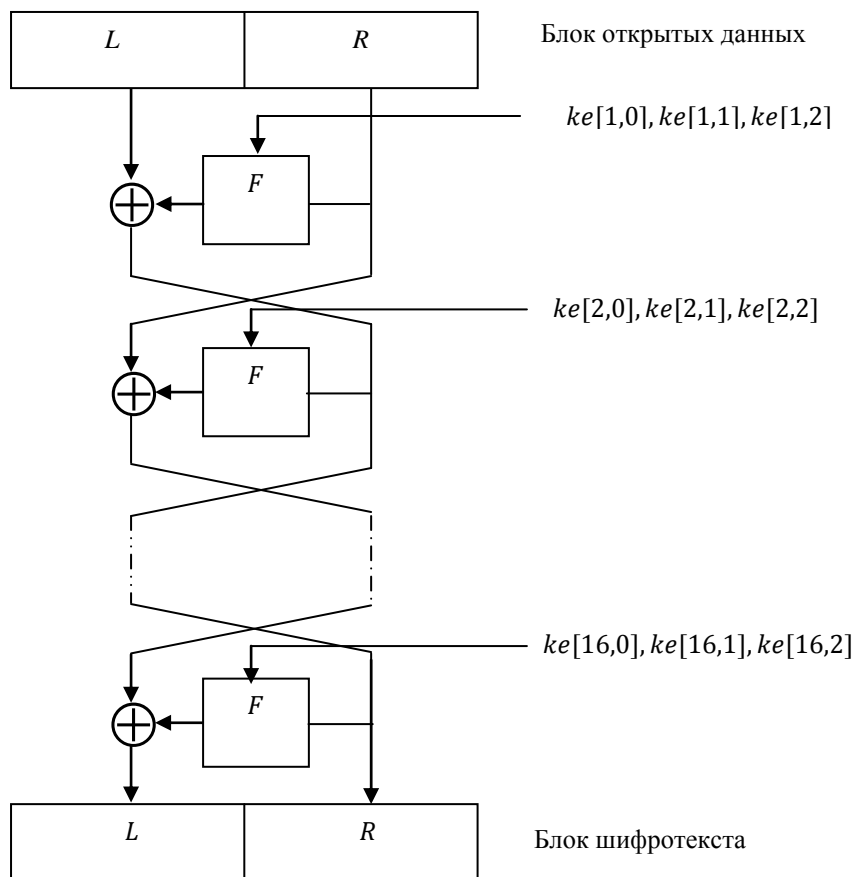 L R Блок открытых данных
ke[1,0], ke[1,1], ke[1,2]
F
ke[2,0], ke[2,1], ke[2,2]
F
ke[16,0], ke[16,1], ke[16,2]
F
L R Блок шифротекста